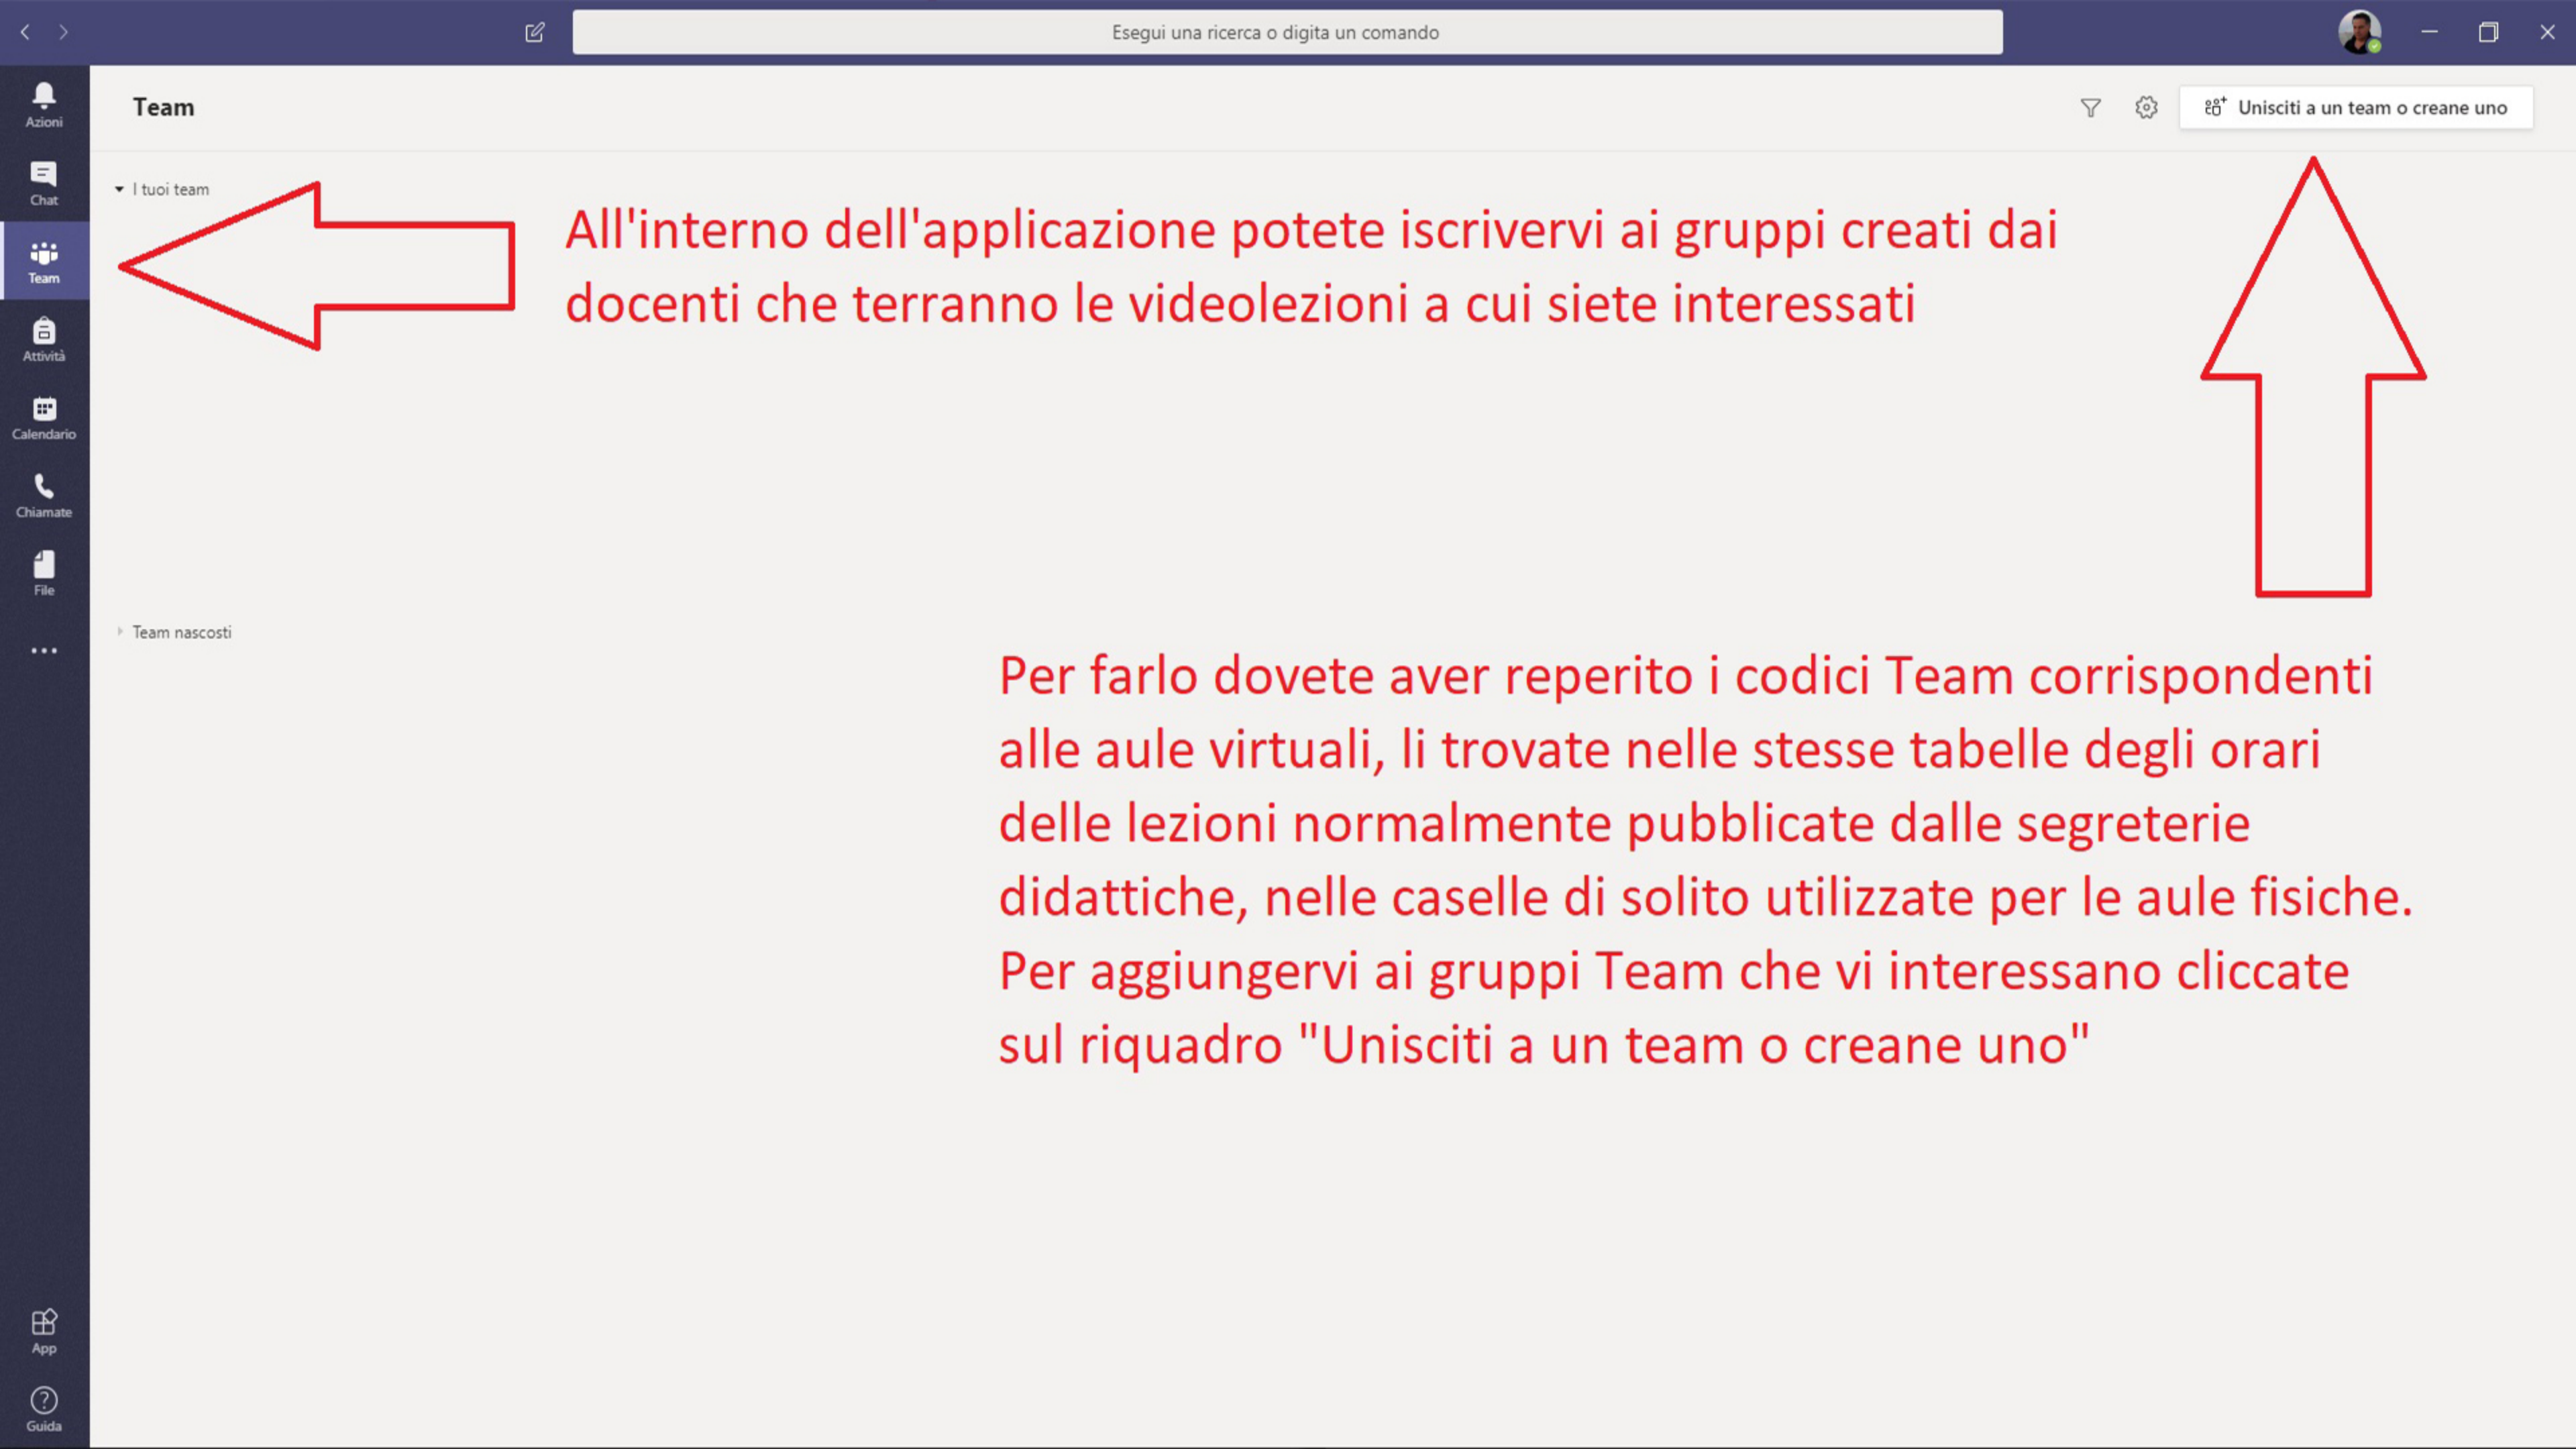 Esegui una ricerca o digita un comando
Azioni
Chat
Team
Attività
Calendario
Chiamate
File
App
Guida
Team
Unisciti a un team o creane uno
I tuoi team
All'interno dell'applicazione potete iscrivervi ai gruppi creati dai
docenti che terranno le videolezioni a cui siete interessati
Team nascosti
Per farlo dovete aver reperito i codici Team corrispondenti
alle aule virtuali, li trovate nelle stesse tabelle degli orari
delle lezioni normalmente pubblicate dalle segreterie
didattiche, nelle caselle di solito utilizzate per le aule fisiche.
Per aggiungervi ai gruppi Team che vi interessano cliccate
sul riquadro "Unisciti a un team o creane uno"